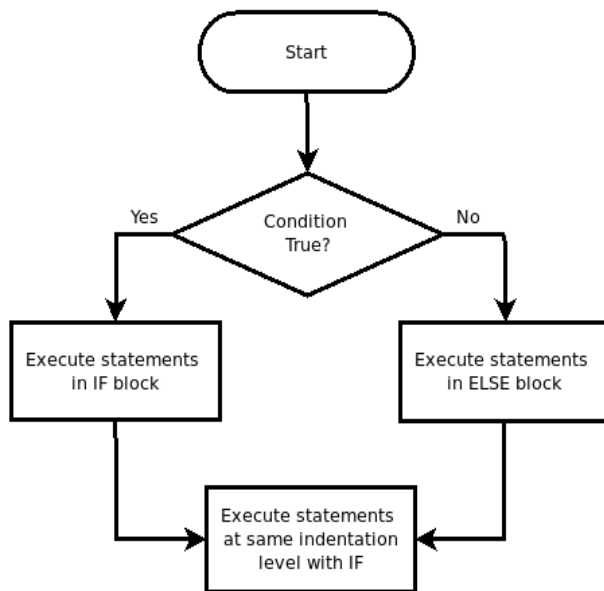 Start
Condition
True?
Yes
No
Execute statements
in IF block
Execute statements
in ELSE block
Execute statements
at same indentation
level with IF